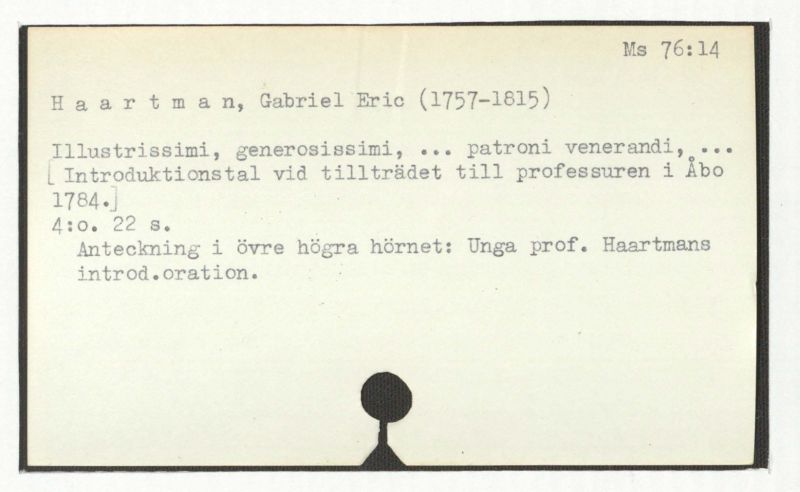 Ms 76:14
H a a r t m a n, Gabriel Eric (1757-1815)
Illustrissimi, generosissimi, ... patroni venerandi, ...
[ Introduktionstal vid tillträdet till professuren i Åbo
1784.]
4:o. 22 s.
Anteckning i övre högra hörnet: Unga prof. Haartmans
introd.oration.